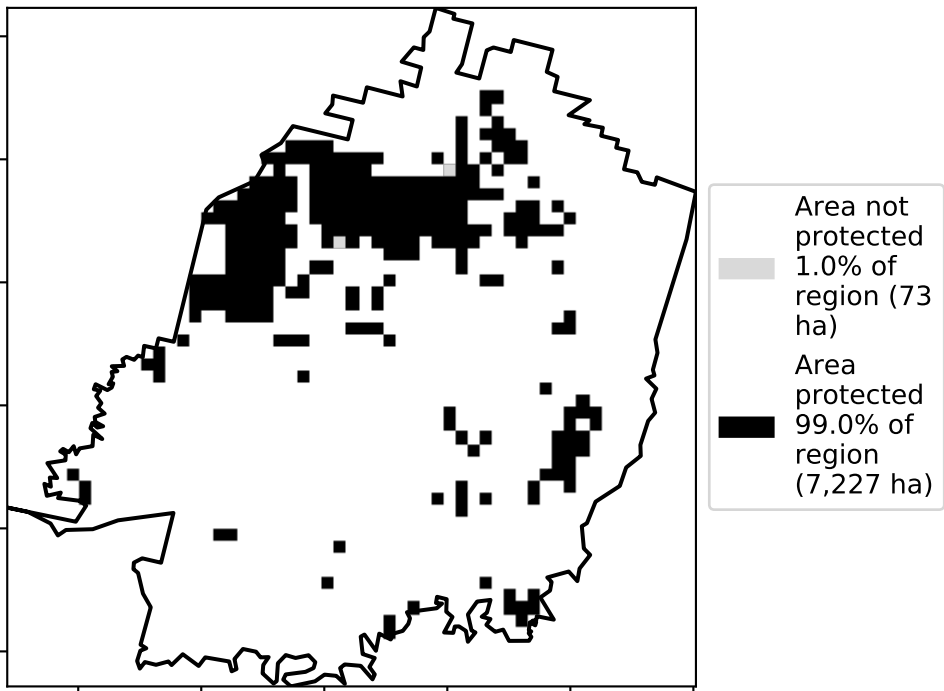 Area not
protected
1.0% of
region (73
ha)
Area
protected
99.0% of
region
(7,227 ha)